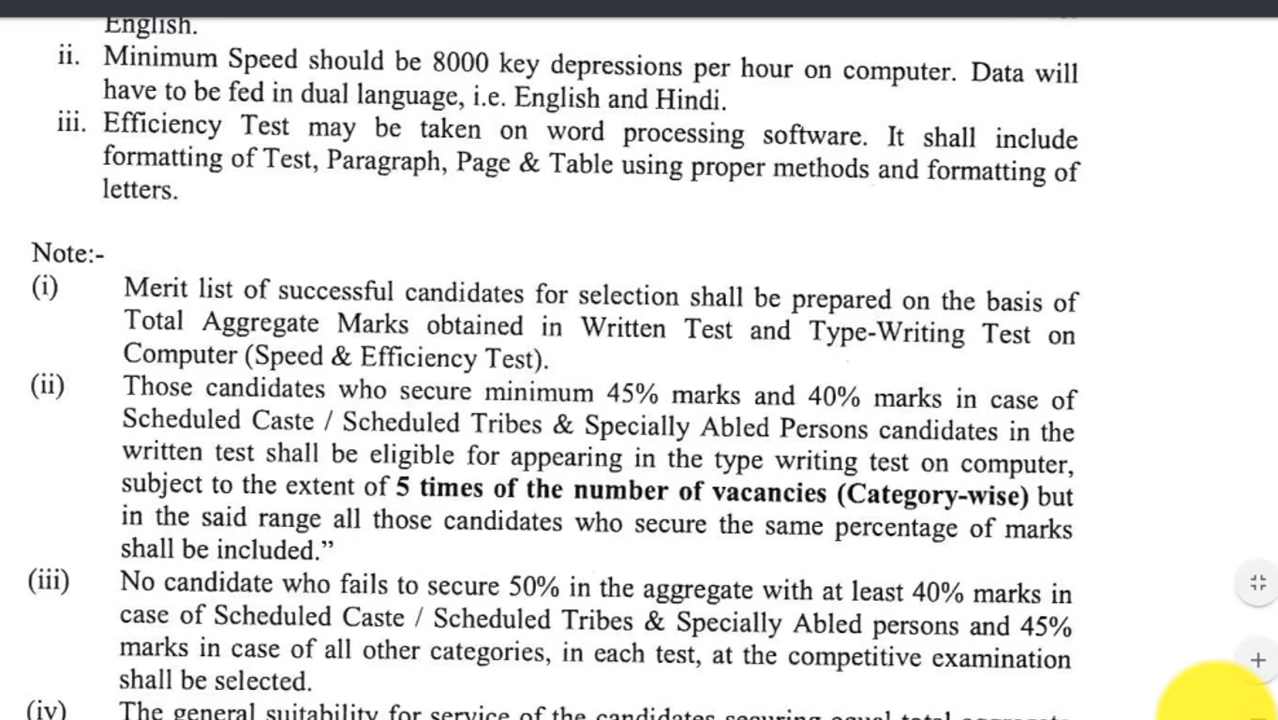 English.
ii. Minimum Speed should be 8000 key depressions per hour on computer. Data will
have to be fed in dual language, i.e. English and Hindi.
iii. Efficiency Test may be taken on word processing software. It shall include
formatting of Test, Paragraph, Page & Table using proper methods and formatting of
letters.
Note:-
(i) Merit list of successful candidates for selection shall be prepared on the basis of
Total Aggregate Marks obtained in Written Test and Type-Writing Test on
Computer (Speed & Efficiency Test).
(ii) Those candidates who secure minimum 45% marks and 40% marks in case of
Scheduled Caste / Scheduled Tribes & Specially Abled Persons candidates in the
written test shall be eligible for appearing in the type writing test on computer,
subject to the extent of 5 times of the number of vacancies (Category-wise) but
in the said range all those candidates who secure the same percentage of marks
shall be included.”
(iii) No candidate who fails to secure 50% in the aggregate with at least 40% marks in
case of Scheduled Caste / Scheduled Tribes & Specially Abled persons and 45%
marks in case of all other categories, in each test, at the competitive examination
shall be selected.
(iv) The general suitability for service of the candidates securing equal total aggregate